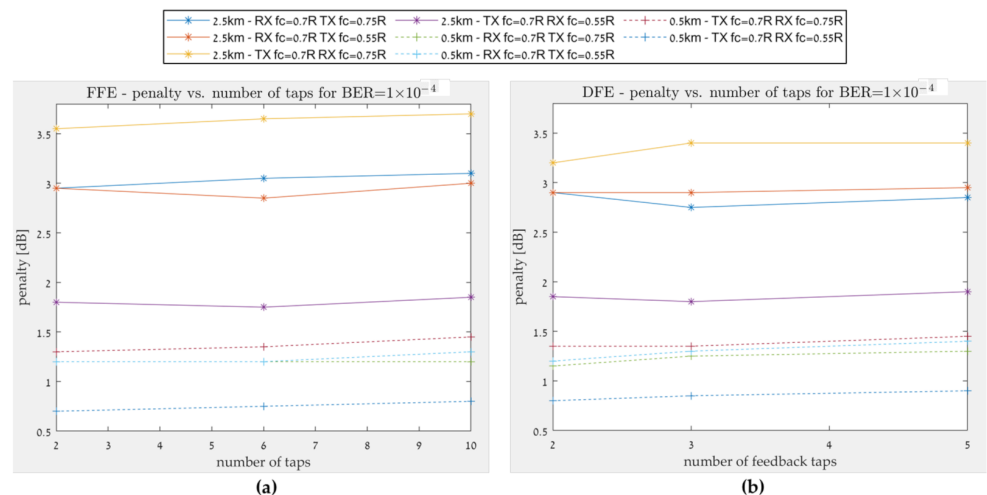 2.5km - RX fc=0.7R TX fc=0.75R
2.5km - TX fc=0.7R RX fc=0.55R
0.5km - TX fc=0.7R RX fc=0.75R
2.5km - RX fc=0.7R TX fc=0.55R
0.5km - RX fc=0.7R TX fc=0.75R
0.5km - TX fc=0.7R RX fc=0.55R
2.5km - TX fc=0.7R RX fc=0.75R
0.5km - RX fc=0.7R TX fc=0.55R
FFE - penalty vs. number of taps for BER=1×10⁻⁴
3.5
3
2.5
2
1.5
1
0.5
penalty [dB]
2 3 4 5 6 7 8 9 10
number of taps
(a)
DFE - penalty vs. number of taps for BER=1×10⁻⁴
3.5
3
2.5
2
1.5
1
0.5
penalty [dB]
2 3 4 5
number of feedback taps
(b)